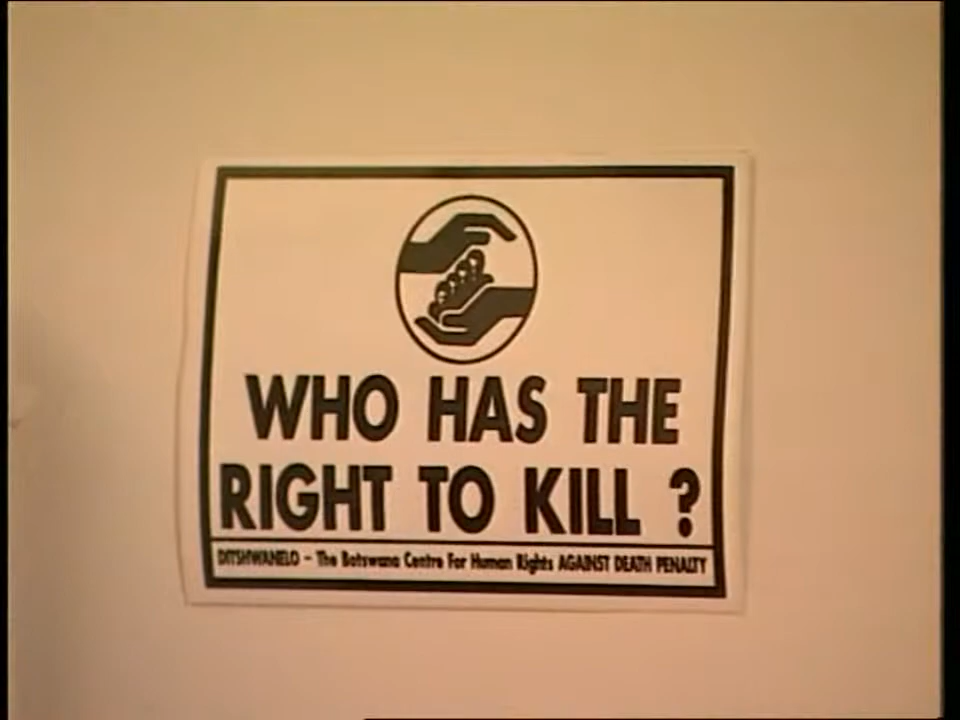 WHO HAS THE
RIGHT TO KILL ?
DITSHWANELO - The Botswana Centre For Human Rights AGAINST DEATH PENALTY